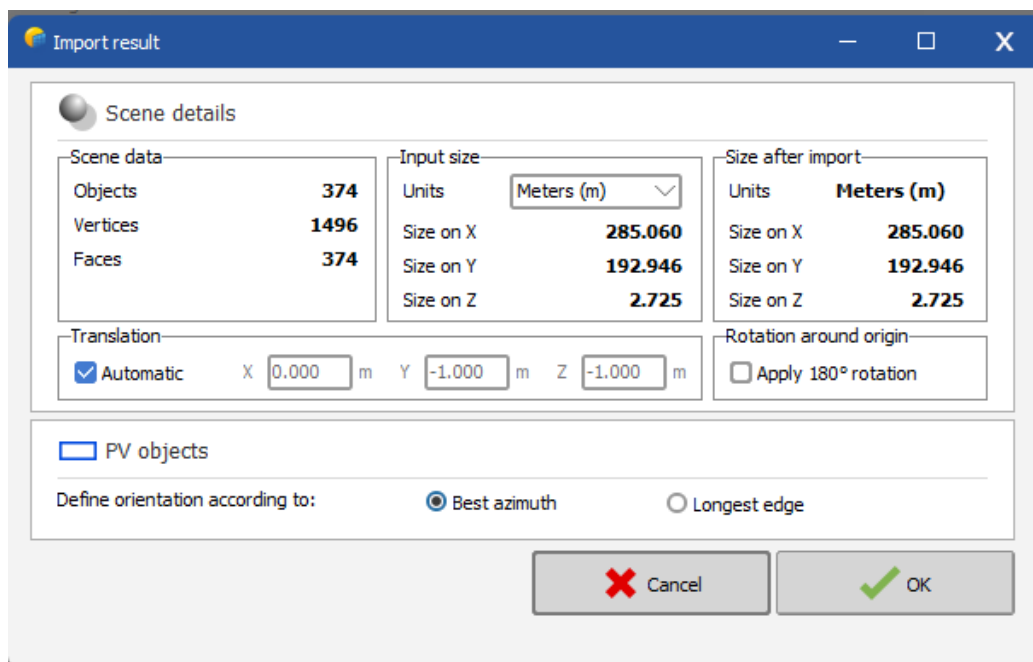 Import result
Scene details
Scene data
Objects 374
Vertices 1496
Faces 374
Input size
Units Meters (m)
Size on X 285.060
Size on Y 192.946
Size on Z 2.725
Size after import
Units Meters (m)
Size on X 285.060
Size on Y 192.946
Size on Z 2.725
Translation
Automatic X 0.000 m Y -1.000 m Z -1.000 m
Rotation around origin
Apply 180° rotation
PV objects
Define orientation according to: Best azimuth Longest edge
Cancel OK